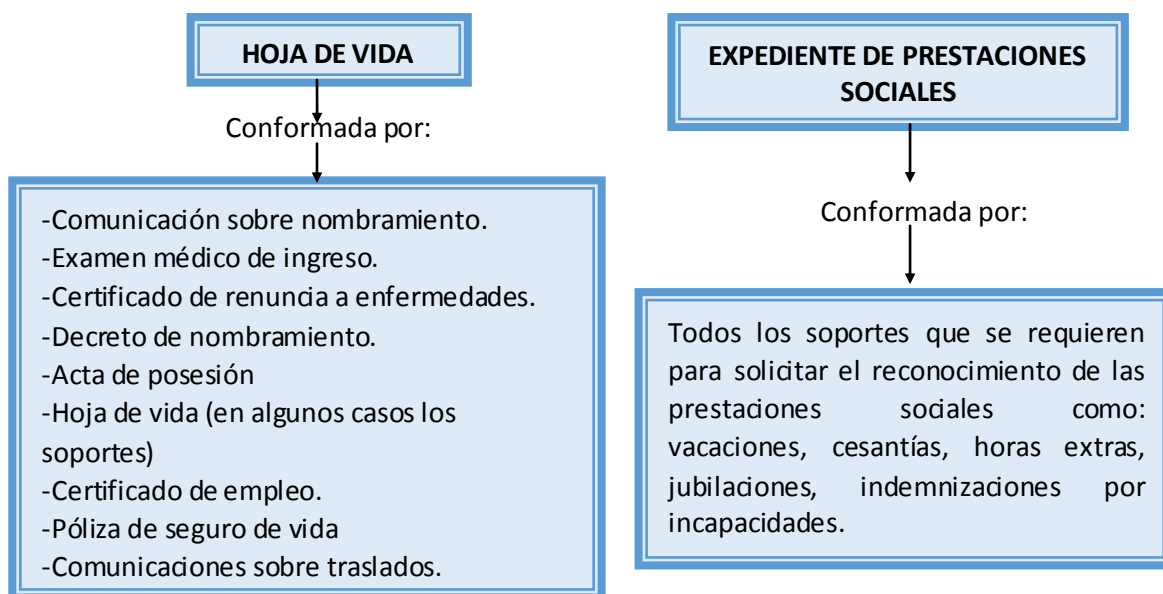 HOJA DE VIDA
Conformada por:
-Comunicación sobre nombramiento.
-Examen médico de ingreso.
-Certificado de renuncia a enfermedades.
-Decreto de nombramiento.
-Acta de posesión
-Hoja de vida (en algunos casos los
soportes)
-Certificado de empleo.
-Póliza de seguro de vida
-Comunicaciones sobre traslados.
EXPEDIENTE DE PRESTACIONES
SOCIALES
Conformada por:
Todos los soportes que se requieren
para solicitar el reconocimiento de las
prestaciones sociales como:
vacaciones, cesantías, horas extras,
jubilaciones, indemnizaciones por
incapacidades.